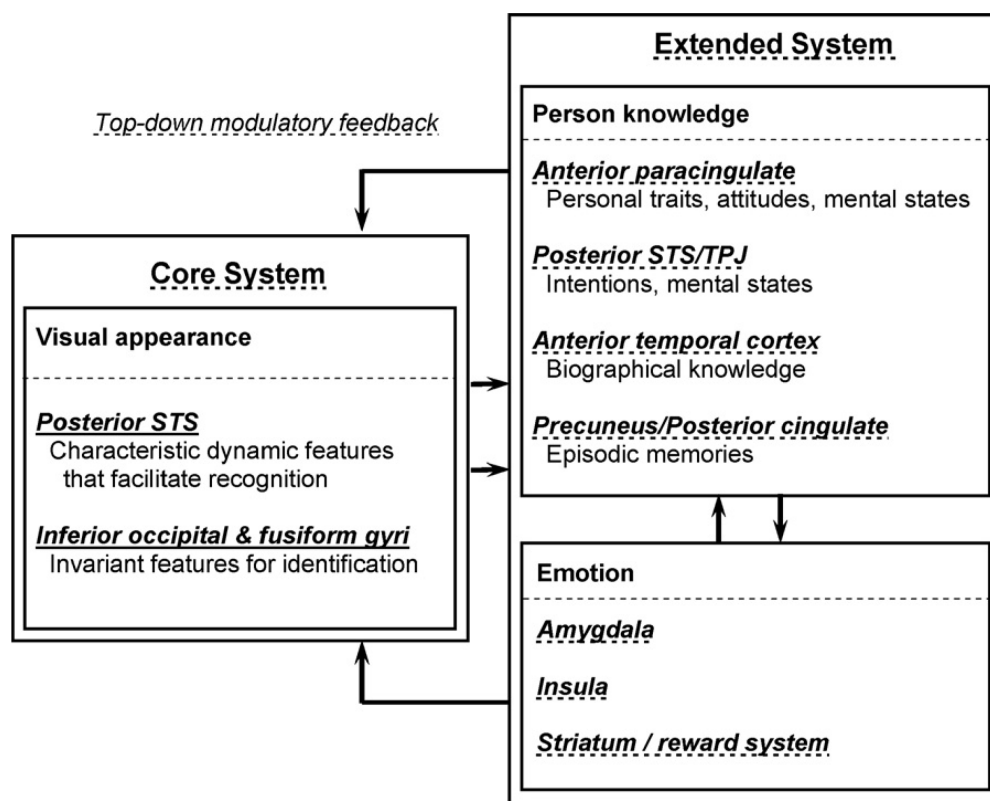 Extended System
Top-down modulatory feedback
Person knowledge
Anterior paracingulate
Personal traits, attitudes, mental states
Posterior STS/TPJ
Intentions, mental states
Anterior temporal cortex
Biographical knowledge
Precuneus/Posterior cingulate
Episodic memories
Core System
Visual appearance
Posterior STS
Characteristic dynamic features
that facilitate recognition
Inferior occipital & fusiform gyri
Invariant features for identification
Emotion
Amygdala
Insula
Striatum / reward system